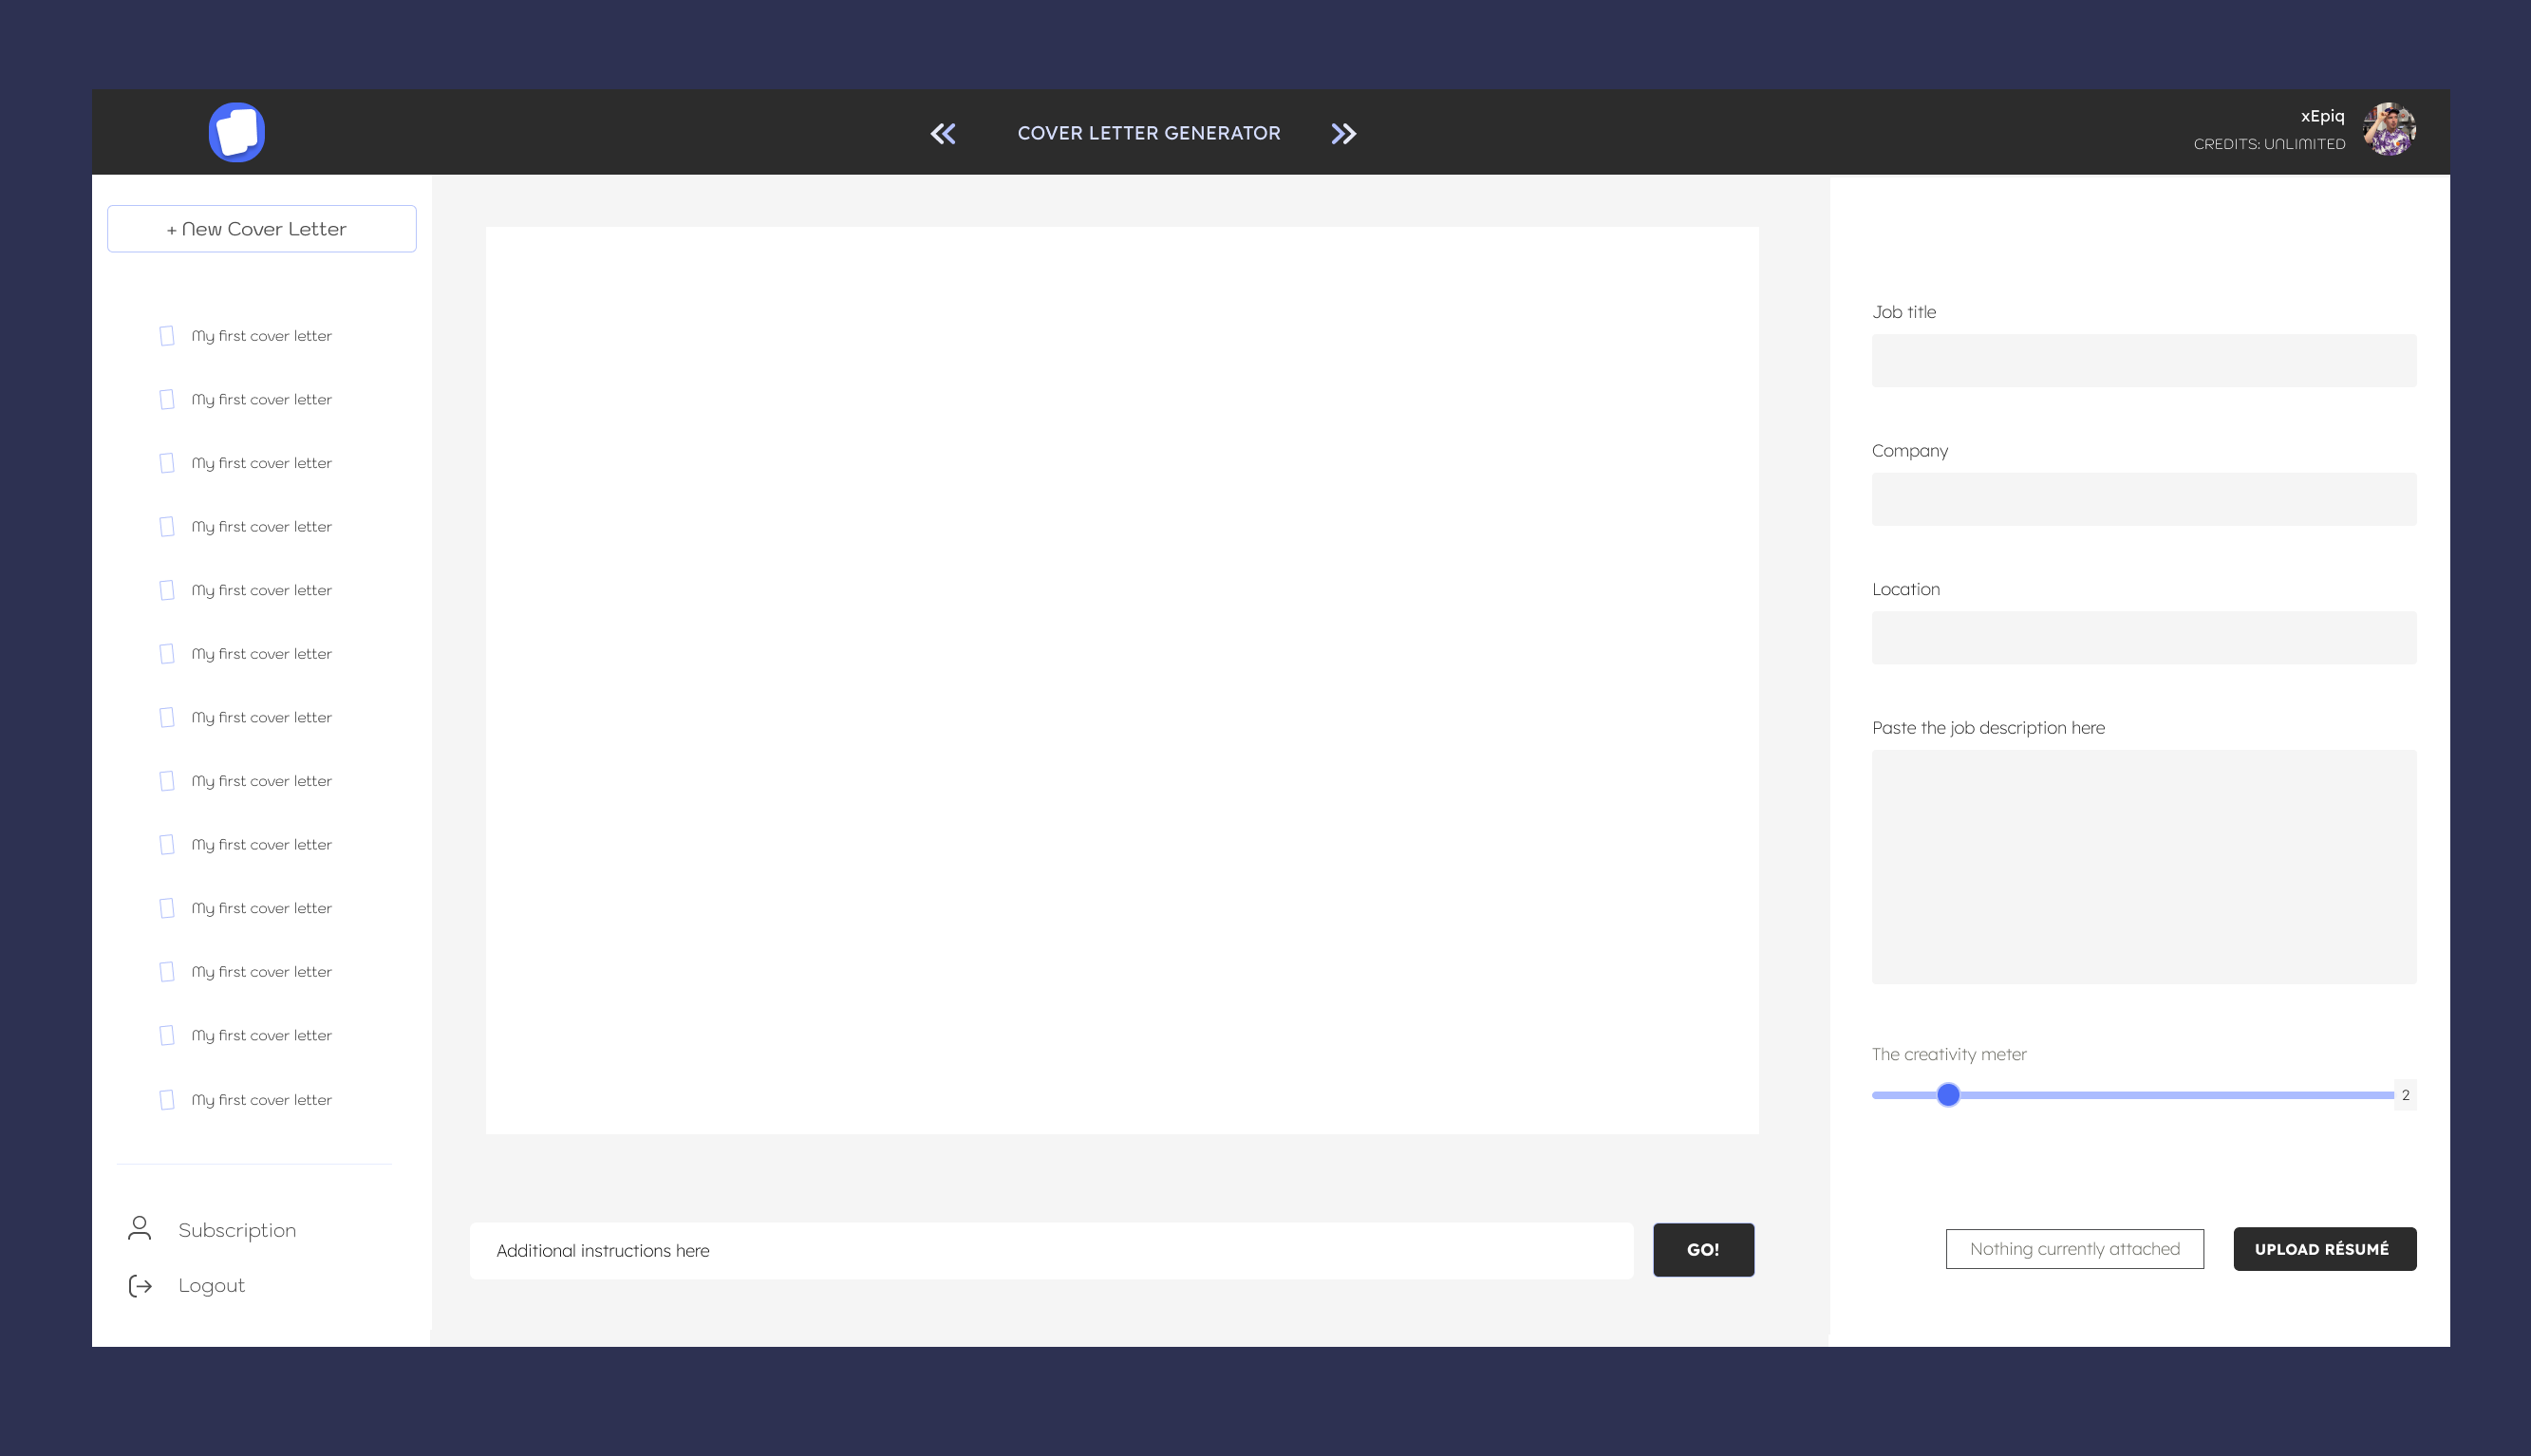 COVER LETTER GENERATOR
xEpiq
CREDITS: UNLIMITED
+ New Cover Letter
My first cover letter
My first cover letter
My first cover letter
My first cover letter
My first cover letter
My first cover letter
My first cover letter
My first cover letter
My first cover letter
My first cover letter
My first cover letter
My first cover letter
My first cover letter
Subscription
Logout
Additional instructions here
GO!
Job title
Company
Location
Paste the job description here
The creativity meter
2
Nothing currently attached
UPLOAD RÉSUMÉ